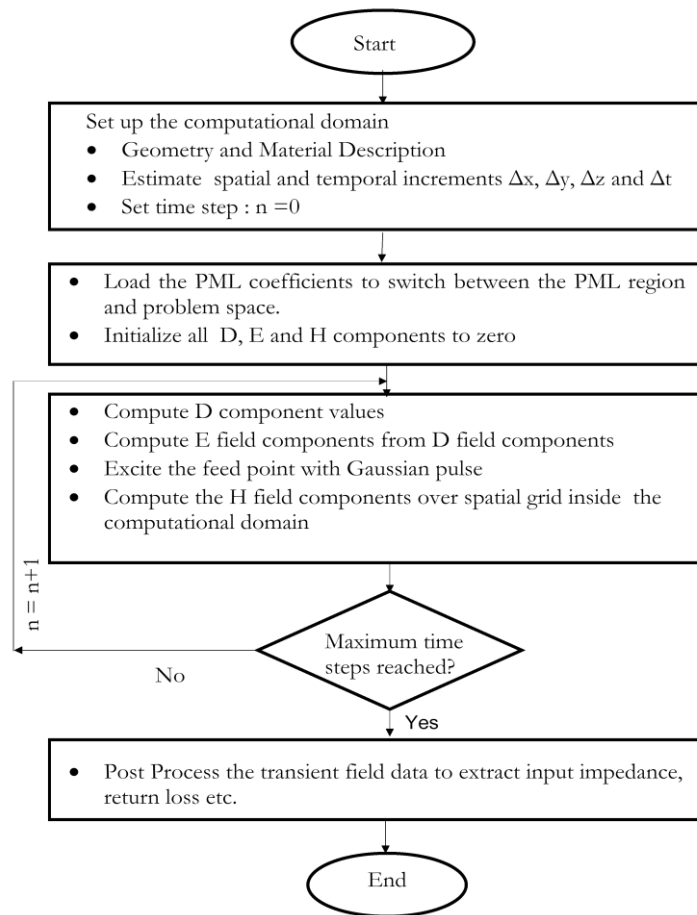 Start
Set up the computational domain
• Geometry and Material Description
• Estimate spatial and temporal increments Δx, Δy, Δz and Δt
• Set time step : n =0
• Load the PML coefficients to switch between the PML region
and problem space.
• Initialize all D, E and H components to zero
• Compute D component values
• Compute E field components from D field components
• Excite the feed point with Gaussian pulse
• Compute the H field components over spatial grid inside the
computational domain
n = n+1
Maximum time
steps reached?
No
Yes
• Post Process the transient field data to extract input impedance,
return loss etc.
End